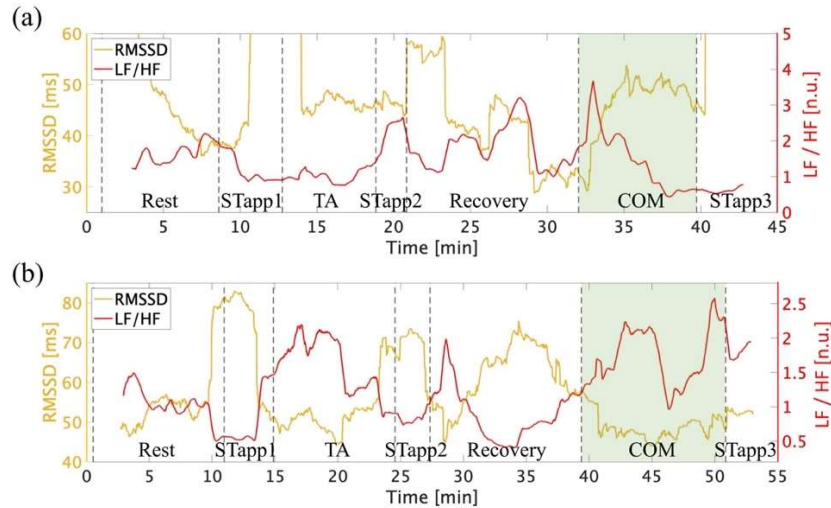 (a)
RMSSD
LF/HF
60
50
40
30
RMSSD [ms]
5
4
3
2
1
0
LF / HF [n.u.]
Rest STapp1 TA STapp2 Recovery COM STapp3
0 5 10 15 20 25 30 35 40 45
Time [min]
(b)
RMSSD
LF/HF
80
70
60
50
40
RMSSD [ms]
2.5
2
1.5
1
0.5
LF / HF [n.u.]
Rest STapp1 TA STapp2 Recovery COM STapp3
0 5 10 15 20 25 30 35 40 45 50 55
Time [min]